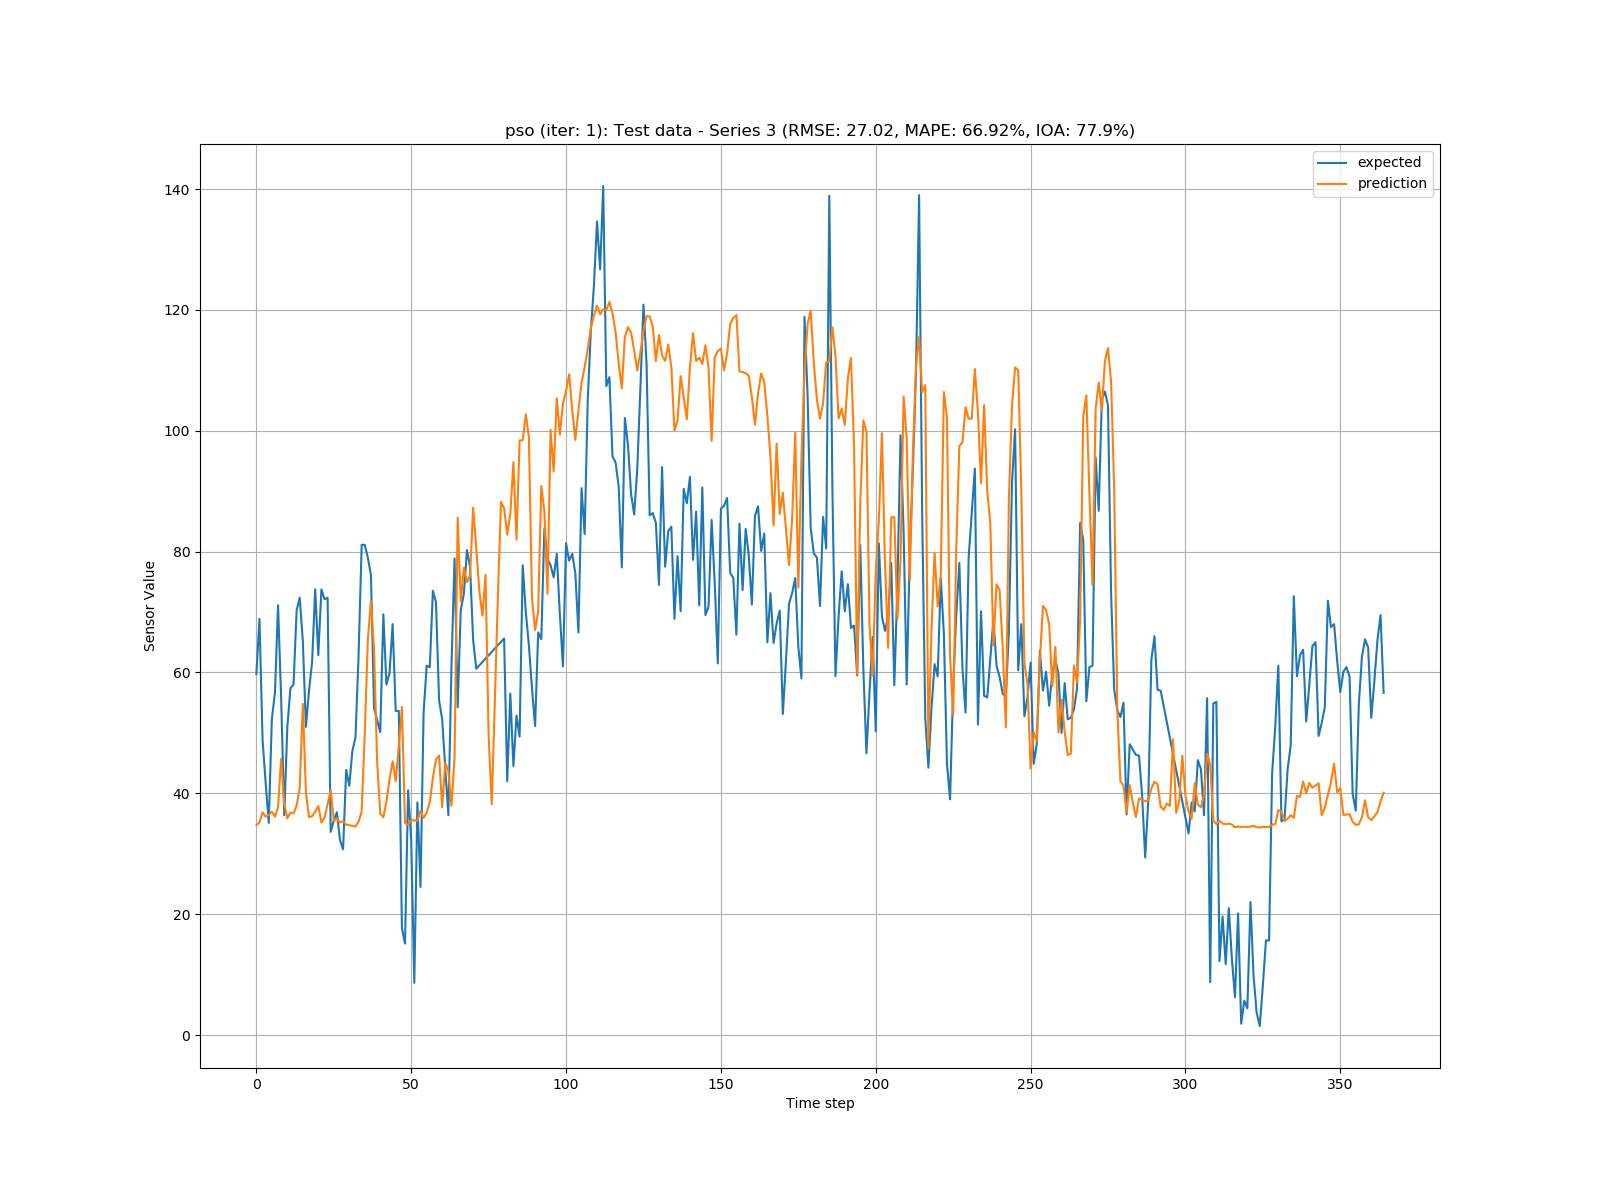 pso (iter: 1): Test data - Series 3 (RMSE: 27.02, MAPE: 66.92%, IOA: 77.9%)
expected
prediction
140
120
100
80
60
40
20
0
Sensor Value
0 50 100 150 200 250 300 350
Time step